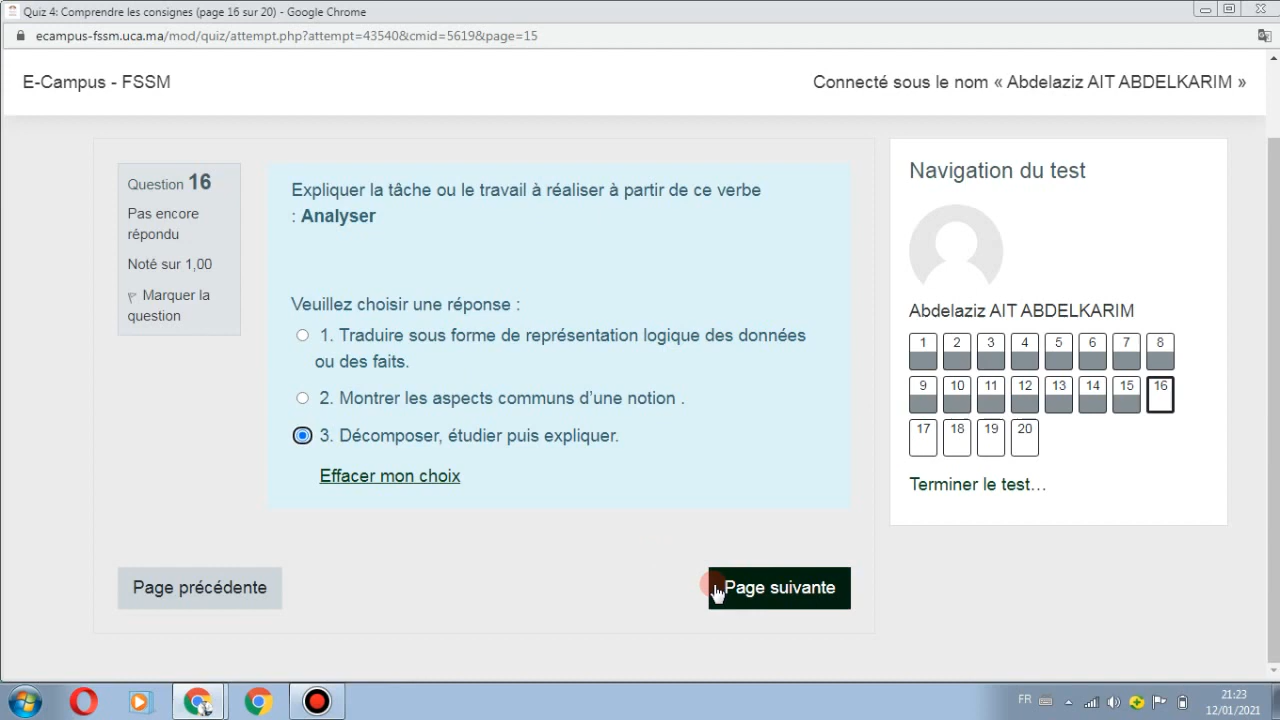 Quiz 4: Comprendre les consignes (page 16 sur 20) - Google Chrome
ecampus-fssm.uca.ma/mod/quiz/attempt.php?attempt=43540&cmid=5619&page=15
E-Campus - FSSM
Connecté sous le nom « Abdelaziz AIT ABDELKARIM »
Question 16
Pas encore
répondu
Noté sur 1,00
Marquer la
question
Expliquer la tâche ou le travail à réaliser à partir de ce verbe
: Analyser
Veuillez choisir une réponse :
1. Traduire sous forme de représentation logique des données
ou des faits.
2. Montrer les aspects communs d’une notion .
3. Décomposer, étudier puis expliquer.
Effacer mon choix
Page précédente
Page suivante
Navigation du test
Abdelaziz AIT ABDELKARIM
1 2 3 4 5 6 7 8
9 10 11 12 13 14 15 16
17 18 19 20
Terminer le test…
FR
21:23
12/01/2021